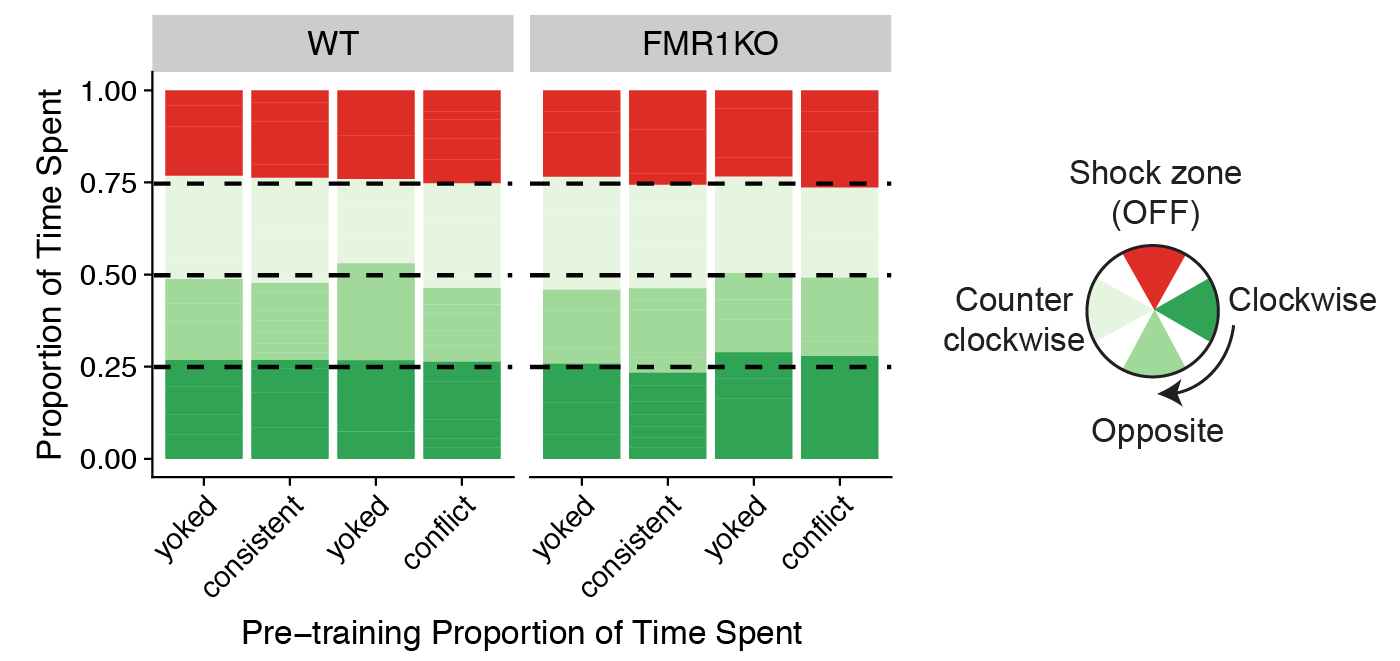 WT
FMR1KO
Proportion of Time Spent
1.00
0.75
0.50
0.25
0.00
yoked
consistent
yoked
conflict
yoked
consistent
yoked
conflict
Pre−training Proportion of Time Spent
Shock zone
(OFF)
Counter
clockwise
Clockwise
Opposite